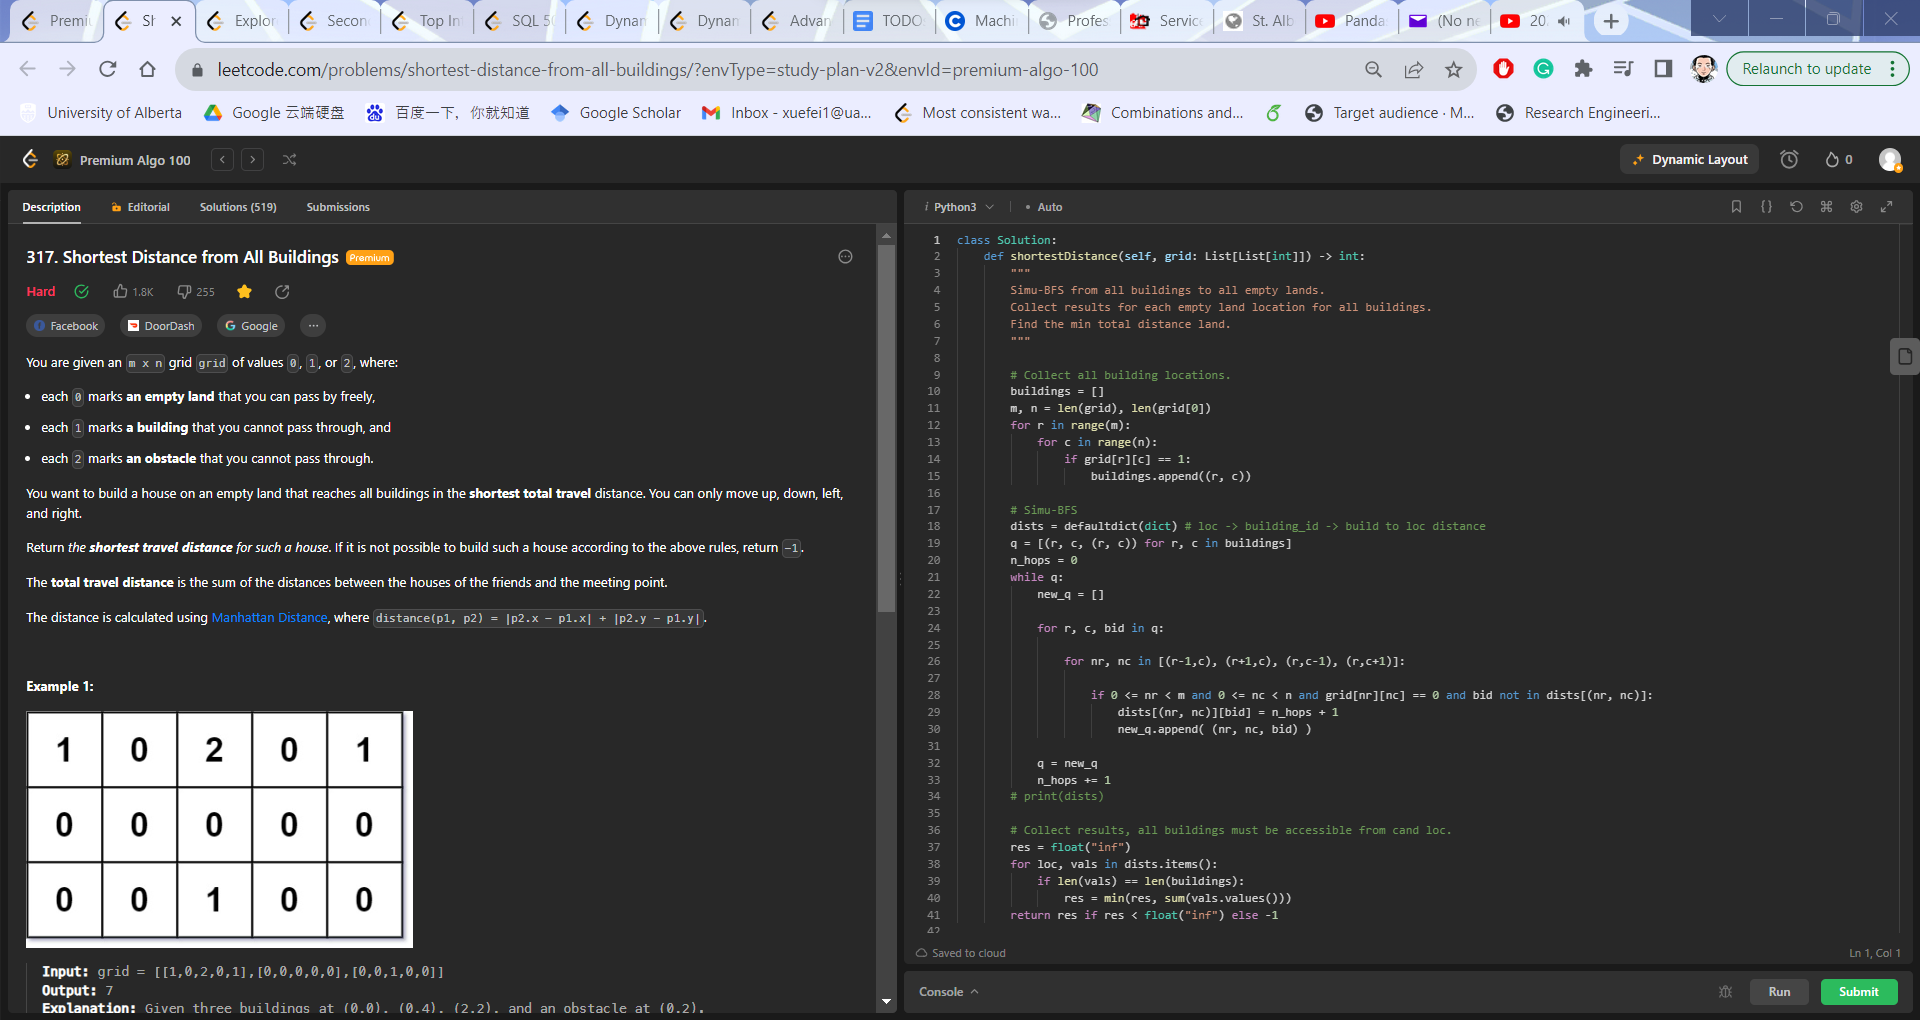 Premi
Sh
Explor
Secon
Top In
SQL 50
Dynan
Dynan
Advan
TODO
Machi
Profes
Servic
St. Alb
Panda
(No ne
20
leetcode.com/problems/shortest-distance-from-all-buildings/?envType=study-plan-v2&envId=premium-algo-100
Relaunch to update
University of Alberta
Google 云端硬盘
百度一下，你就知道
Google Scholar
Inbox - xuefei1@ua...
Most consistent wa...
Combinations and...
Target audience · M...
Research Engineeri...
Premium Algo 100
Dynamic Layout
0
Description
Editorial
Solutions (519)
Submissions
317. Shortest Distance from All Buildings
Premium
Hard
1.8K
255
Facebook
DoorDash
Google
You are given an m x n grid grid of values 0, 1, or 2, where:
• each 0 marks an empty land that you can pass by freely,
• each 1 marks a building that you cannot pass through, and
• each 2 marks an obstacle that you cannot pass through.
You want to build a house on an empty land that reaches all buildings in the shortest total travel distance. You can only move up, down, left,
and right.
Return the shortest travel distance for such a house. If it is not possible to build such a house according to the above rules, return -1.
The total travel distance is the sum of the distances between the houses of the friends and the meeting point.
The distance is calculated using Manhattan Distance, where distance(p1, p2) = |p2.x - p1.x| + |p2.y - p1.y|.
Example 1:
1 0 2 0 1
0 0 0 0 0
0 0 1 0 0
Input: grid = [[1,0,2,0,1],[0,0,0,0,0],[0,0,1,0,0]]
Output: 7
Explanation: Given three buildings at (0,0), (0,4), (2,2), and an obstacle at (0,2),
i Python3
• Auto
1 class Solution:
2 def shortestDistance(self, grid: List[List[int]]) -> int:
3 """
4 Simu-BFS from all buildings to all empty lands.
5 Collect results for each empty land location for all buildings.
6 Find the min total distance land.
7 """
8
9 # Collect all building locations.
10 buildings = []
11 m, n = len(grid), len(grid[0])
12 for r in range(m):
13 for c in range(n):
14 if grid[r][c] == 1:
15 buildings.append((r, c))
16
17 # Simu-BFS
18 dists = defaultdict(dict) # loc -> building_id -> build to loc distance
19 q = [(r, c, (r, c)) for r, c in buildings]
20 n_hops = 0
21 while q:
22 new_q = []
23
24 for r, c, bid in q:
25
26 for nr, nc in [(r-1,c), (r+1,c), (r,c-1), (r,c+1)]:
27
28 if 0 <= nr < m and 0 <= nc < n and grid[nr][nc] == 0 and bid not in dists[(nr, nc)]:
29 dists[(nr, nc)][bid] = n_hops + 1
30 new_q.append( (nr, nc, bid) )
31
32 q = new_q
33 n_hops += 1
34 # print(dists)
35
36 # Collect results, all buildings must be accessible from cand loc.
37 res = float("inf")
38 for loc, vals in dists.items():
39 if len(vals) == len(buildings):
40 res = min(res, sum(vals.values()))
41 return res if res < float("inf") else -1
42
Saved to cloud
Ln 1, Col 1
Console
Run
Submit